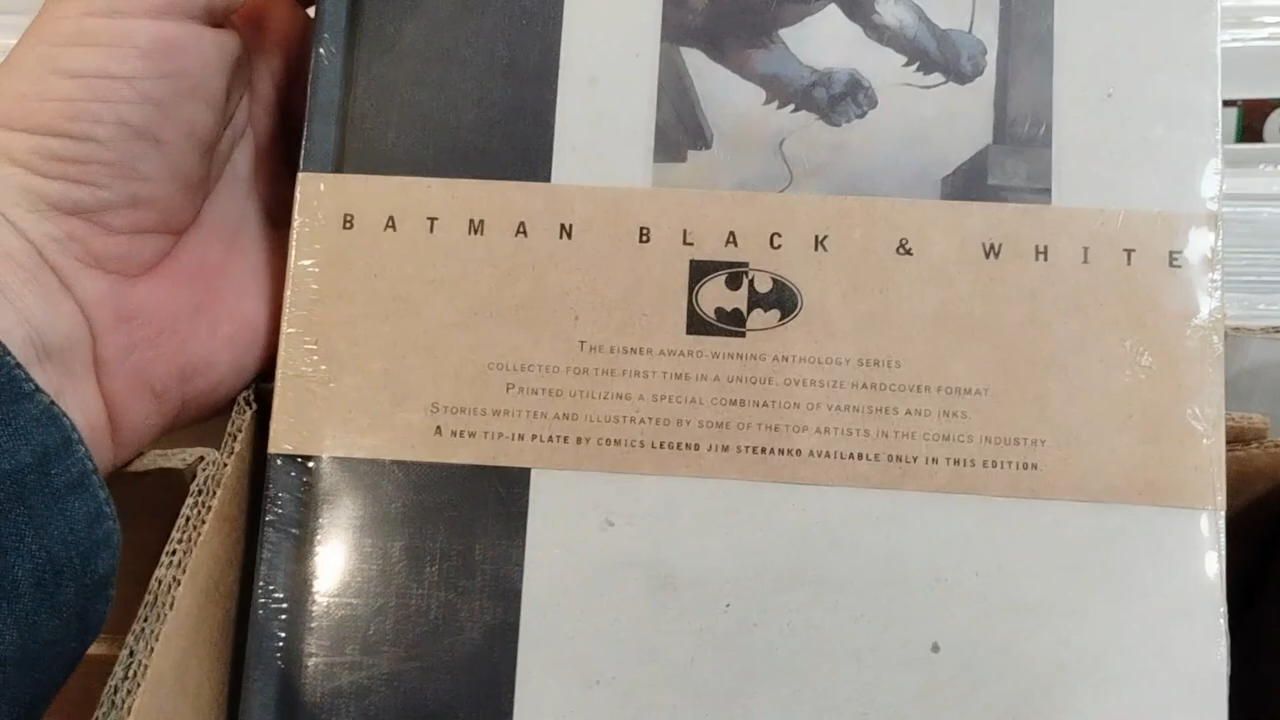 BATMAN BLACK & WHITE
THE EISNER AWARD-WINNING ANTHOLOGY SERIES
COLLECTED FOR THE FIRST TIME IN A UNIQUE, OVERSIZE HARDCOVER FORMAT.
PRINTED UTILIZING A SPECIAL COMBINATION OF VARNISHES AND INKS.
STORIES WRITTEN AND ILLUSTRATED BY SOME OF THE TOP ARTISTS IN THE COMICS INDUSTRY.
A NEW TIP-IN PLATE BY COMICS LEGEND JIM STERANKO AVAILABLE ONLY IN THIS EDITION.